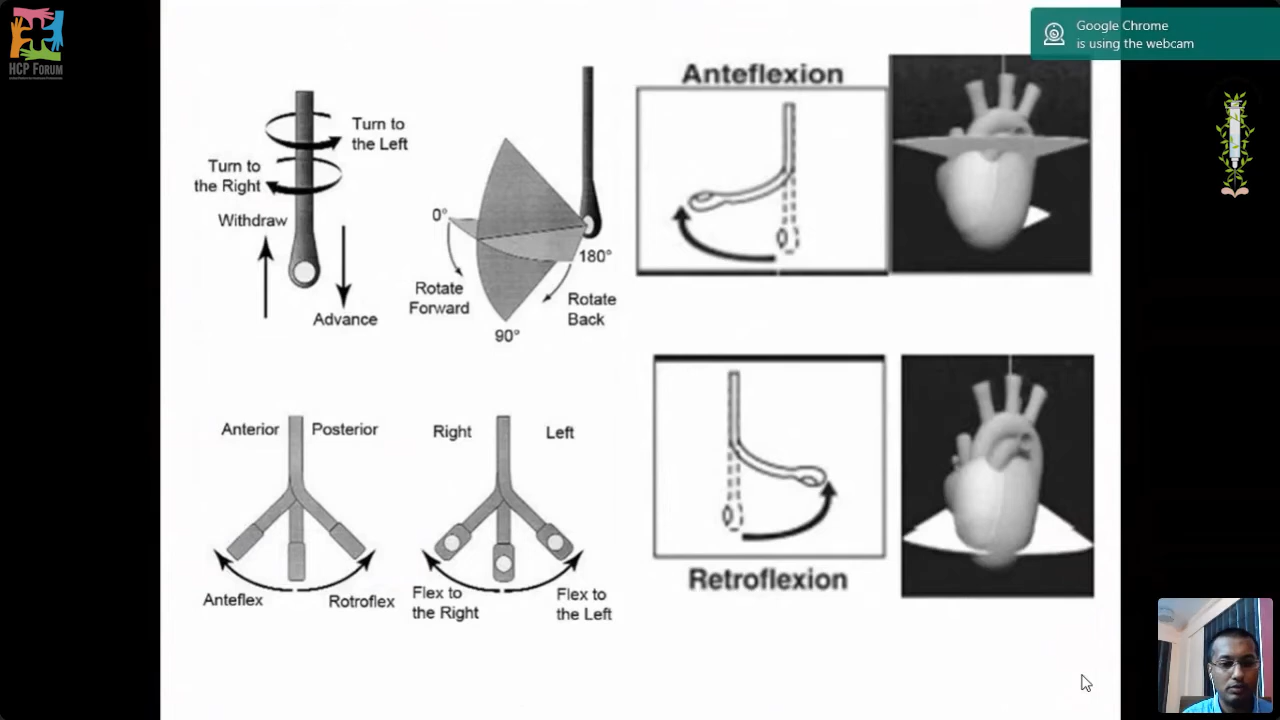 HCP FORUM
Google Chrome
is using the webcam
Turn to
the Left
Turn to
the Right
Withdraw
Advance
0°
180°
Rotate
Forward
Rotate
Back
90°
Anteflexion
Anterior
Posterior
Anteflex
Rotroflex
Right
Left
Flex to
the Right
Flex to
the Left
Retroflexion